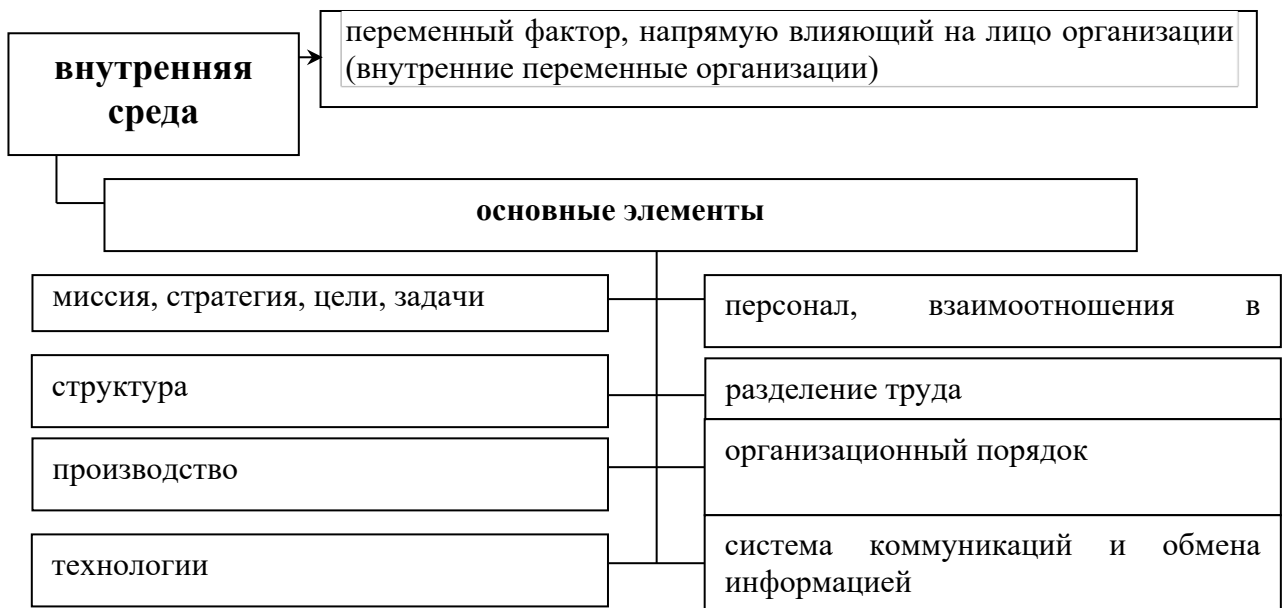 внутренняя
среда
переменный фактор, напрямую влияющий на лицо организации
(внутренние переменные организации)
основные элементы
миссия, стратегия, цели, задачи
персонал, взаимоотношения в
структура
разделение труда
производство
организационный порядок
технологии
система коммуникаций и обмена
информацией